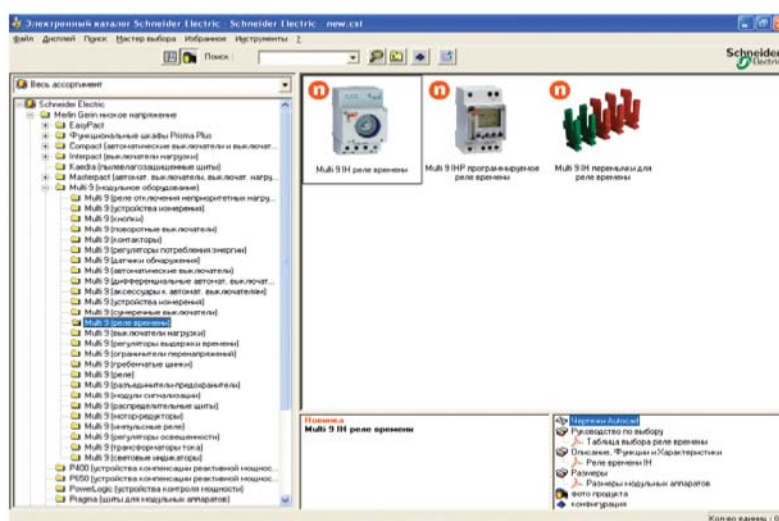 Электронный каталог Schneider Electric - Schneider Electric - new.cst
Файл Дисплей Поиск Мастер выбора Избранное Инструменты ?
Поиск :
Schneider
Electric
Весь ассортимент
Schneider Electric
Merlin Gerin низкое напряжение
EasyPact
Функциональные шкафы Prisma Plus
Compact (автоматические выключатели и выключат...
Interpact (выключатели нагрузки)
Kaedra (пылевлагозащищенные щиты)
Masterpact (автомат. выключатели, выключат. нагру...
Multi 9 (модульное оборудование)
Multi 9 (реле отключения неприоритетных нагру...
Multi 9 (устройства измерения)
Multi 9 (кнопки)
Multi 9 (поворотные выключатели)
Multi 9 (контакторы)
Multi 9 (регуляторы потребления энергии)
Multi 9 (датчики обнаружения)
Multi 9 (автоматические выключатели)
Multi 9 (дифференциальные автомат. выключат...
Multi 9 (аксессуары к автомат. выключателям)
Multi 9 (устройства измерения)
Multi 9 (сумеречные выключатели)
Multi 9 (реле времени)
Multi 9 (выключатели нагрузки)
Multi 9 (регуляторы выдержки времени)
Multi 9 (ограничители перенапряжений)
Multi 9 (гребенчатые шинки)
Multi 9 (реле)
Multi 9 (разъединители-предохранители)
Multi 9 (модули сигнализации)
Multi 9 (распределительные щиты)
Multi 9 (мотор-редукторы)
Multi 9 (импульсные реле)
Multi 9 (регуляторы освещенности)
Multi 9 (трансформаторы тока)
Multi 9 (световые индикаторы)
P400 (устройства компенсации реактивной мощнос...
P650 (устройства компенсации реактивной мощнос...
PowerLogic (устройства контроля мощности)
Pragma (щиты для модульных аппаратов)
n
n
n
Multi 9 IH реле времени
Multi 9 IHP программируемое
реле времени
Multi 9 IH перемычки для
реле времени
Новинка
Multi 9 IH реле времени
Чертежи Autocad
Руководство по выбору
Таблица выбора реле времени
Описание, Функции и Характеристики
Реле времени IH
Размеры
Размеры модульных аппаратов
фото продукта
конфигурация
Кол-во единиц : 0